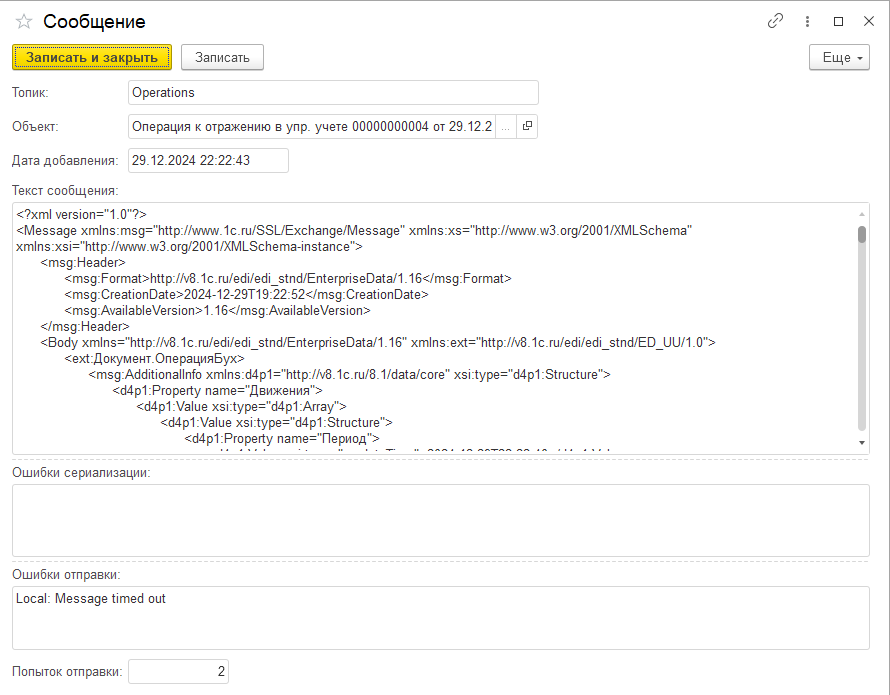 Сообщение
Записать и закрыть
Записать
Еще
Топик:
Operations
Объект:
Операция к отражению в упр. учете 00000000004 от 29.12.2
...
Дата добавления:
29.12.2024 22:22:43
Текст сообщения:
<?xml version="1.0"?>
<Message xmlns:msg="http://www.1c.ru/SSL/Exchange/Message" xmlns:xs="http://www.w3.org/2001/XMLSchema"
xmlns:xsi="http://www.w3.org/2001/XMLSchema-instance">
<msg:Header>
<msg:Format>http://v8.1c.ru/edi/edi_stnd/EnterpriseData/1.16</msg:Format>
<msg:CreationDate>2024-12-29T19:22:52</msg:CreationDate>
<msg:AvailableVersion>1.16</msg:AvailableVersion>
</msg:Header>
<Body xmlns="http://v8.1c.ru/edi/edi_stnd/EnterpriseData/1.16" xmlns:ext="http://v8.1c.ru/edi/edi_stnd/ED_UU/1.0">
<ext:Документ.ОперацияБух>
<msg:AdditionalInfo xmlns:d4p1="http://v8.1c.ru/8.1/data/core" xsi:type="d4p1:Structure">
<d4p1:Property name="Движения">
<d4p1:Value xsi:type="d4p1:Array">
<d4p1:Value xsi:type="d4p1:Structure">
<d4p1:Property name="Период">
Ошибки сериализации:
Ошибки отправки:
Local: Message timed out
Попыток отправки:
2